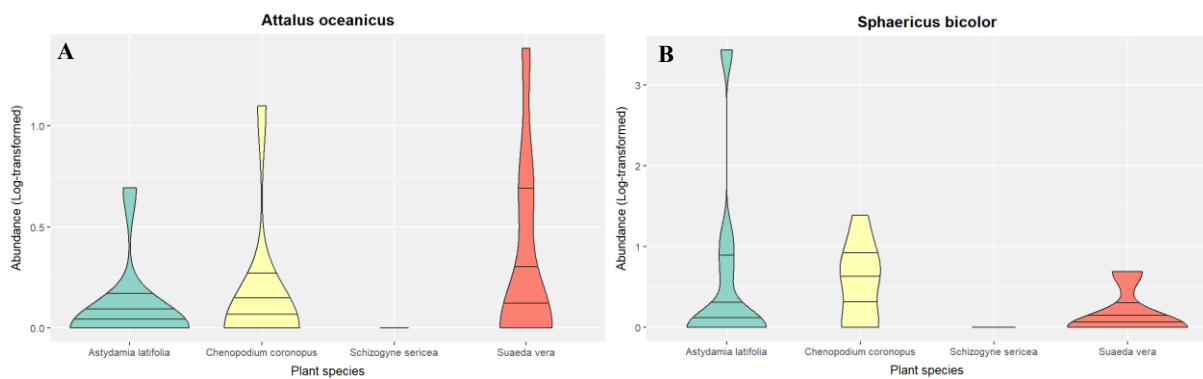 Attalus oceanicus
A
Abundance (Log-transformed)
1.0
0.5
0.0
Astydamia latifolia
Chenopodium coronopus
Schizogyne sericea
Suaeda vera
Plant species
Sphaericus bicolor
B
Abundance (Log-transformed)
3
2
1
0
Astydamia latifolia
Chenopodium coronopus
Schizogyne sericea
Suaeda vera
Plant species